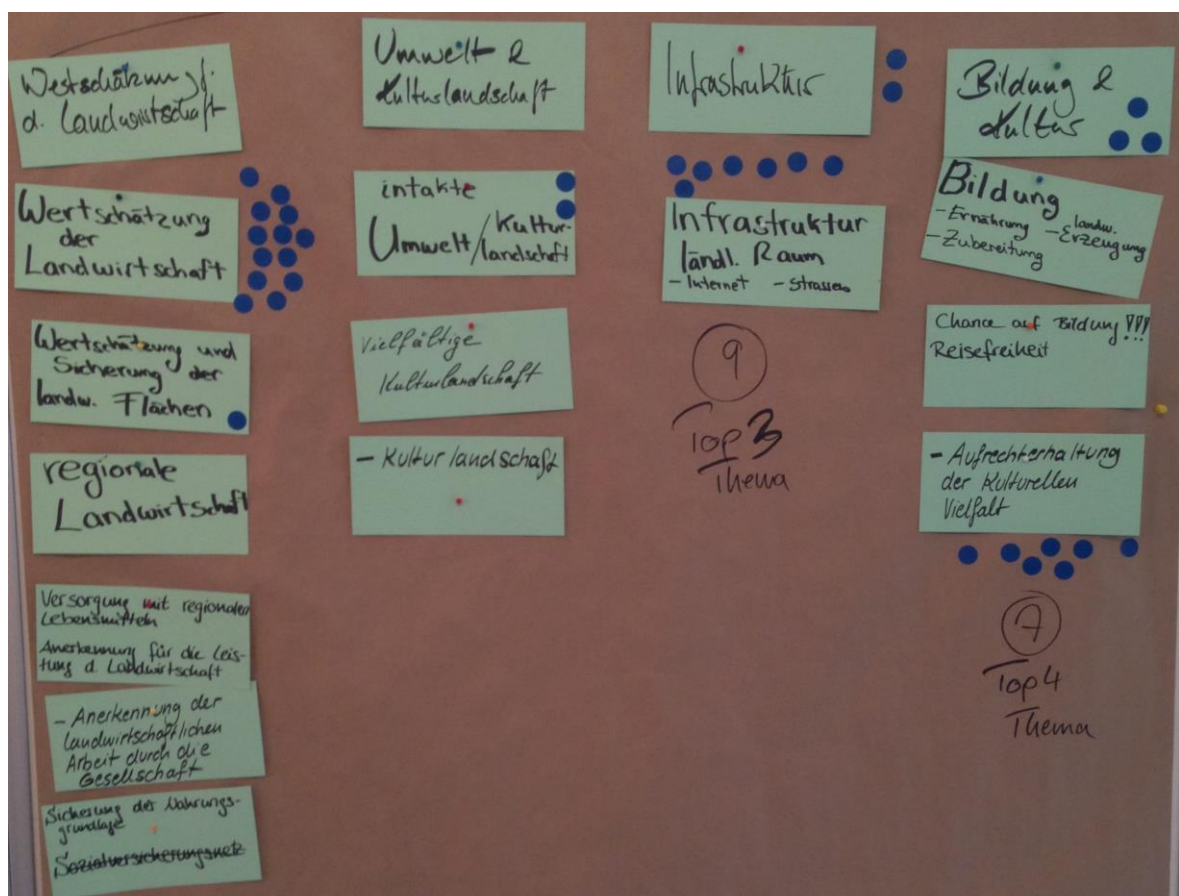 Wertschätzung f.
d. Landwirtschaft
Wertschätzung
der
Landwirtschaft
Wertschätzung und
Sicherung der
landw. Flächen
regionale
Landwirtschaft
Versorgung mit regionalen
Lebensmitteln
Anerkennung für die Leis-
tung d. Landwirtschaft
- Anerkennung der
landwirtschaftlichen
Arbeit durch die
Gesellschaft
Sicherung der Nahrungs-
grundlage
Sozialversicherungsnetz
Umwelt &
Kulturlandschaft
intakte
Umwelt/Kultur-
landschaft
Vielfältige
Kulturlandschaft
- Kulturlandschaft
Infrastruktur
Infrastruktur
ländl. Raum
- Internet - Strassen
9
Top 3
Thema
Bildung &
Kultur
Bildung
- Ernährung - landw.
- Zubereitung Erzeugung
Chance auf Bildung !!!
Reisefreiheit
- Aufrechterhaltung
der Kulturellen
Vielfalt
7
Top 4
Thema